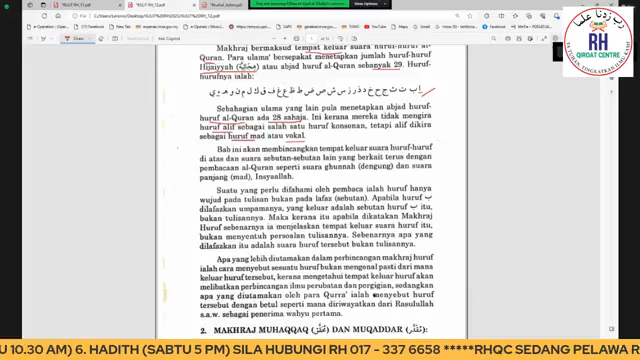 Makhraj bermaksud tempat keluar suara huruf-huruf al-
Quran. Para ulama' bersepakat menetapkan jumlah huruf-huruf
Hijaiyyah atau abjad huruf al-Quran sebanyak 29. Huruf-
hurufnya ialah:
Sebahagian ulama yang lain pula menetapkan abjad huruf-
huruf al-Quran ada 28 sahaja. Ini kerana mereka tidak mengira
huruf alif sebagai salah satu huruf konsonan, tetapi alif dikira
sebagai huruf mad atau vokal.
Bab ini akan membincangkan tempat keluar suara huruf-huruf
di atas dan suara sebutan-sebutan lain yang berkait terus dengan
pembacaan al-Quran seperti suara ghunnah (dengung) dan suara
panjang (mad), Insyaallah.
Suatu yang perlu difahami oleh pembaca ialah huruf hanya
wujud pada tulisan bukan pada lafaz (sebutan). Apabila huruf ب
dilafazkan umpamanya, yang keluar adalah sebutan huruf ب itu,
bukan tulisannya. Maka kerana itu apabila dikatakan Makhraj
Huruf sebenarnya ia menjelaskan tempat keluar suara huruf itu,
bukan menyentuh persoalan tulisannya. Sebenarnya apa yang
dilafazkan itu adalah suara huruf tersebut bukan tulisannya.
Apa yang lebih diutamakan dalam perbincangan makhraj huruf
ialah cara menyebut sesuatu huruf bukan mengenal pasti dari mana
keluar huruf tersebut, kerana mengetahui tempat keluar huruf akan
melibatkan perbincangan ilmu perubatan dan pergigian, sedangkan
apa yang diutamakan oleh para Qurra' ialah menyebut huruf
tersebut dengan betul seperti mana diriwayatkan dari Rasulullah
s.a.w. sebagai penerima wahyu pertama.
2. MAKHRAJ MUHAQQAQ DAN MUQADDAR
RH
QIROAT CENTRE
U 10.30 AM) 6. HADITH (SABTU 5 PM) SILA HUBUNGI RH 017 - 337 6658 *****RHQC SEDANG PELAWA R